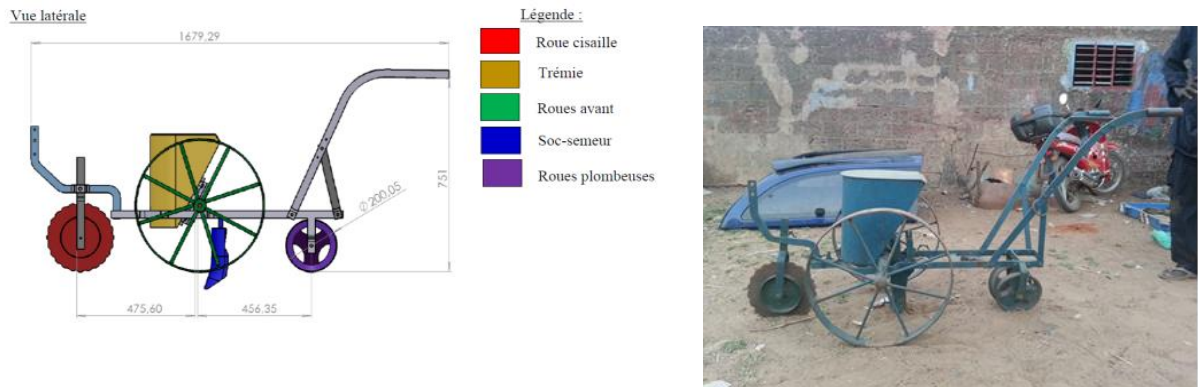 Vue latérale
1679,29
751
Ø200,05
475,60
456,35
Légende :
Roue cisaille
Trémie
Roues avant
Soc-semeur
Roues plombeuses